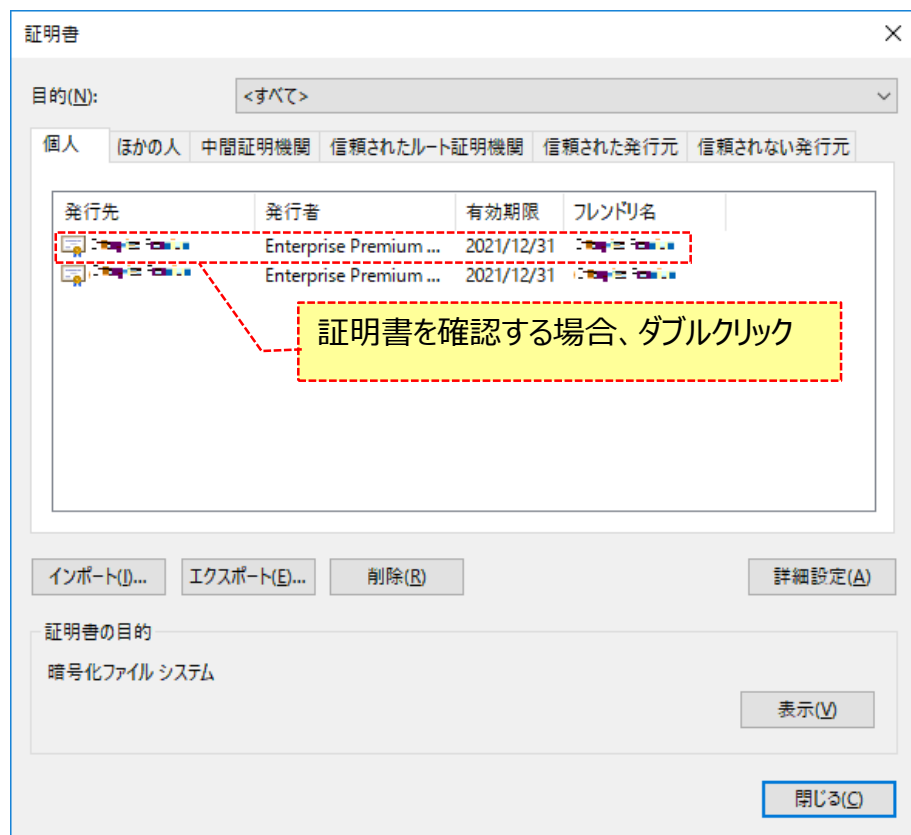 証明書
目的(N): <すべて>
個人 ほかの人 中間証明機関 信頼されたルート証明機関 信頼された発行元 信頼されない発行元
発行先 発行者 有効期限 フレンドリ名
Enterprise Premium ... 2021/12/31
Enterprise Premium ... 2021/12/31
証明書を確認する場合、ダブルクリック
インポート(I)... エクスポート(E)... 削除(R) 詳細設定(A)
証明書の目的
暗号化ファイル システム
表示(V)
閉じる(C)